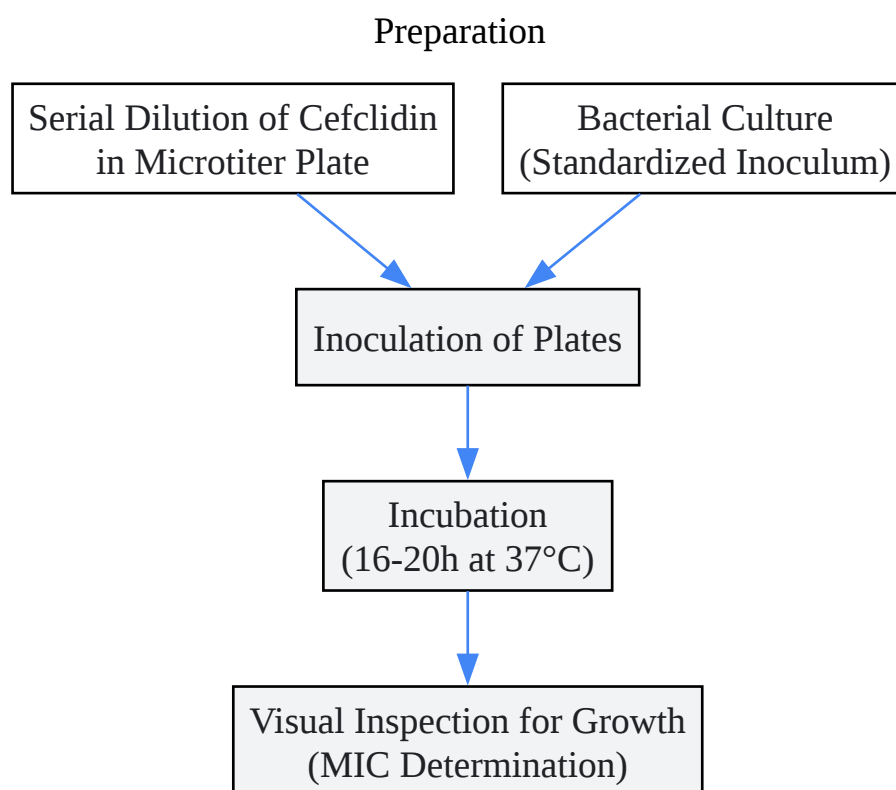 Preparation
Serial Dilution of Cefclidin
in Microtiter Plate
Bacterial Culture
(Standardized Inoculum)
Inoculation of Plates
Incubation
(16-20h at 37°C)
Visual Inspection for Growth
(MIC Determination)